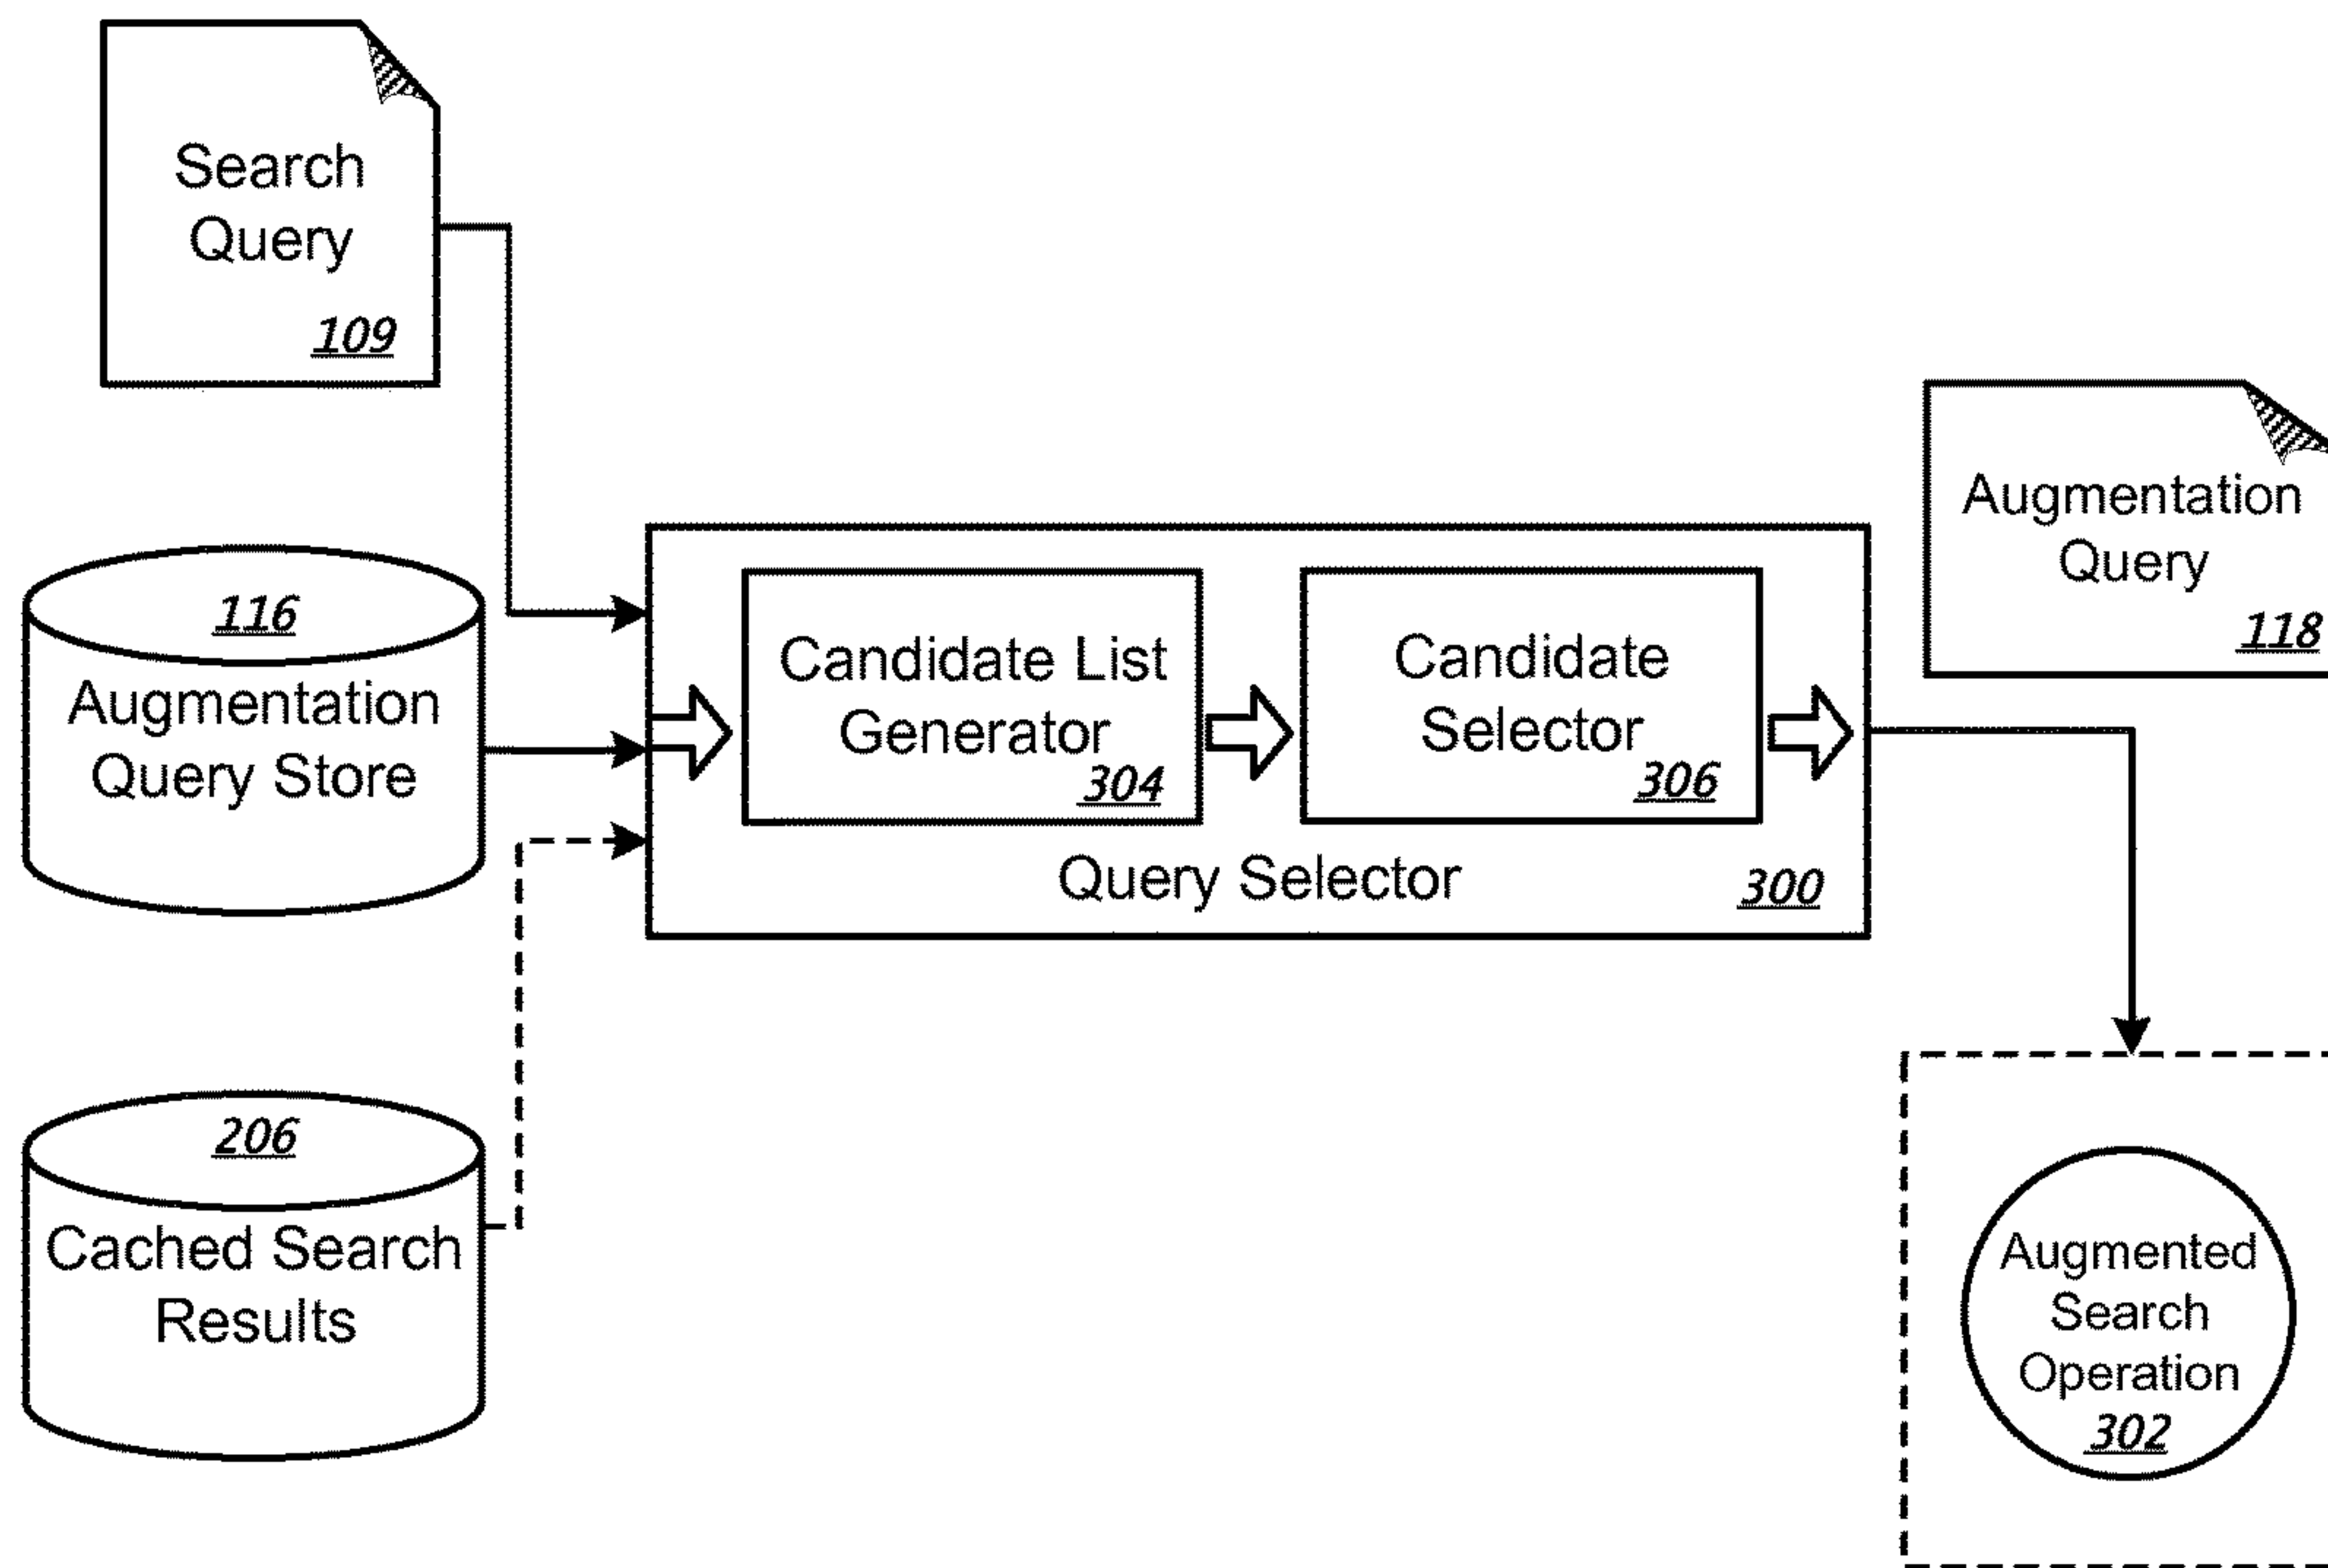 Search
Query
109
116
Augmentation
Query Store
206
Cached Search
Results
Candidate List
Generator
304
Candidate
Selector
306
Query Selector
300
Augmentation
Query
118
Augmented
Search
Operation
302